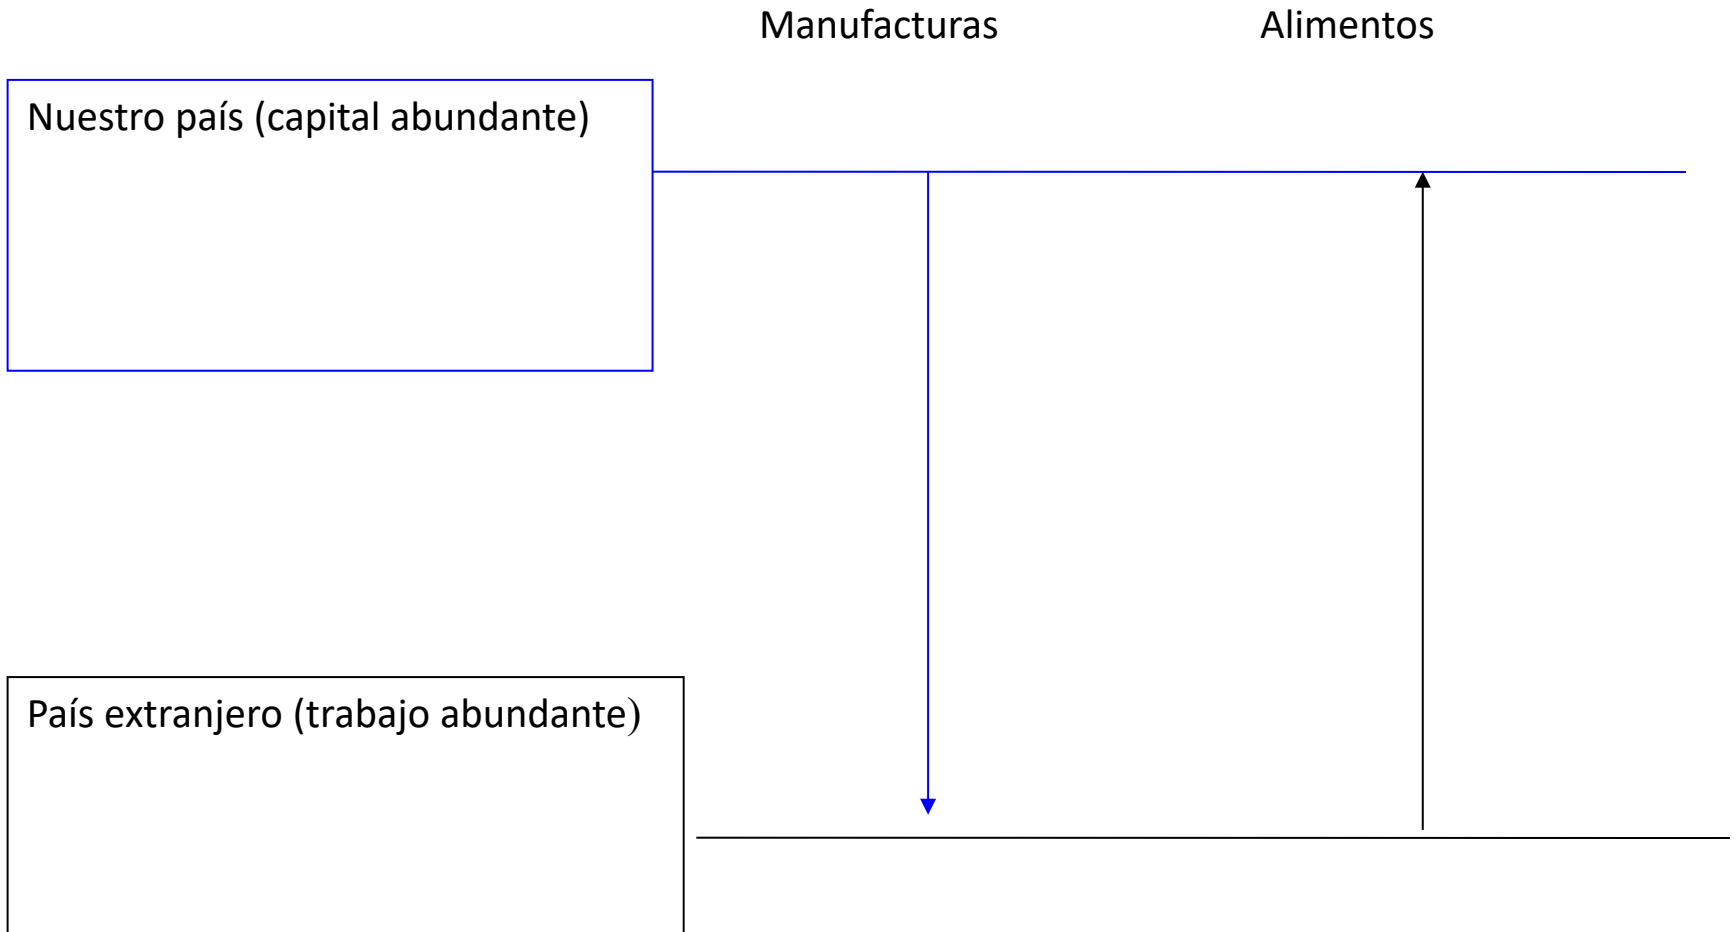 Manufacturas Alimentos
Nuestro país (capital abundante)
País extranjero (trabajo abundante)